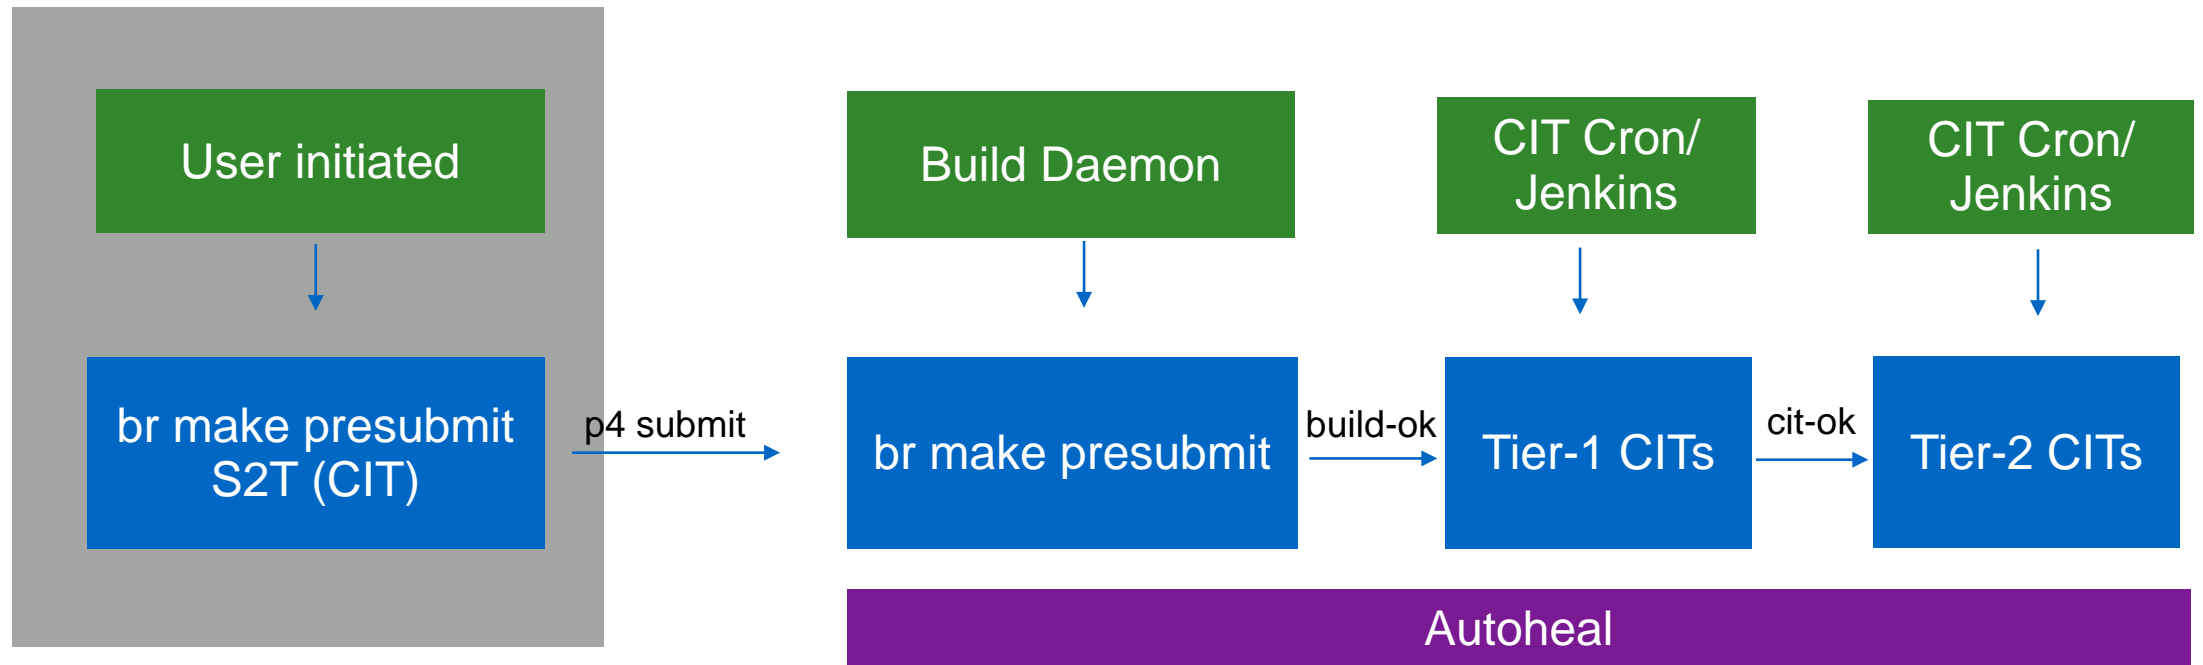 User initiated
Build Daemon
CIT Cron/
Jenkins
CIT Cron/
Jenkins
br make presubmit
S2T (CIT)
p4 submit
br make presubmit
build-ok
Tier-1 CITs
cit-ok
Tier-2 CITs
Autoheal